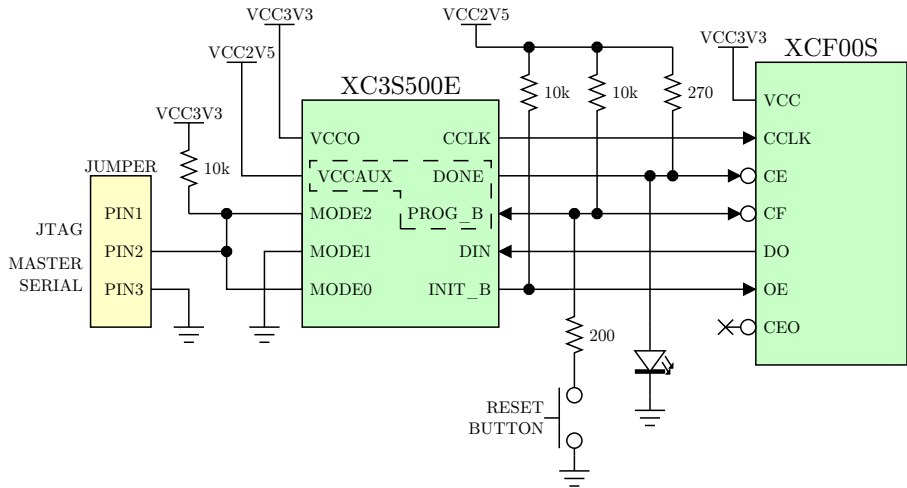 VCC3V3
VCC2V5
VCC2V5
VCC3V3
VCC3V3
XC3S500E
XCF00S
10k
10k
10k
270
JUMPER
PIN1
PIN2
PIN3
JTAG
MASTER
SERIAL
VCCO
VCCAUX
MODE2
MODE1
MODE0
CCLK
DONE
PROG_B
DIN
INIT_B
VCC
CCLK
CE
CF
DO
OE
CEO
200
RESET
BUTTON